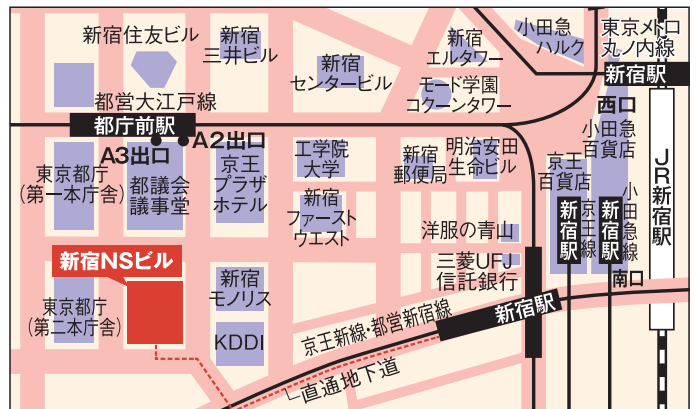 新宿住友ビル
新宿
三井ビル
新宿
センタービル
新宿
エルタワー
小田急
ハルク
東京メトロ
丸ノ内線
新宿駅
モード学園
コクーンタワー
西口
都営大江戸線
都庁前駅
A3出口
A2出口
小田急
百貨店
東京都庁
(第一本庁舎)
都議会
議事堂
京王
プラザ
ホテル
工学院
大学
新宿
郵便局
明治安田
生命ビル
京王
百貨店
JR新宿駅
新宿
ファースト
ウエスト
洋服の青山
新宿駅
京王線
新宿駅
小田急線
新宿NSビル
三菱UFJ
信託銀行
南口
東京都庁
(第二本庁舎)
新宿
モノリス
新宿駅
KDDI
京王新線・都営新宿線
直通地下道